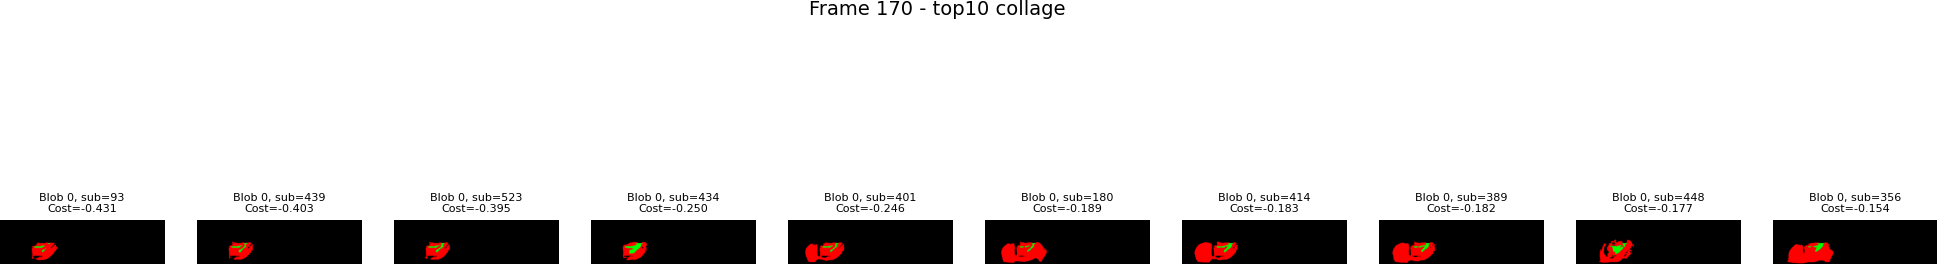 Frame 170 - top10 collage
Blob 0, sub=93
Cost=-0.431
Blob 0, sub=439
Cost=-0.403
Blob 0, sub=523
Cost=-0.395
Blob 0, sub=434
Cost=-0.250
Blob 0, sub=401
Cost=-0.246
Blob 0, sub=180
Cost=-0.189
Blob 0, sub=414
Cost=-0.183
Blob 0, sub=389
Cost=-0.182
Blob 0, sub=448
Cost=-0.177
Blob 0, sub=356
Cost=-0.154